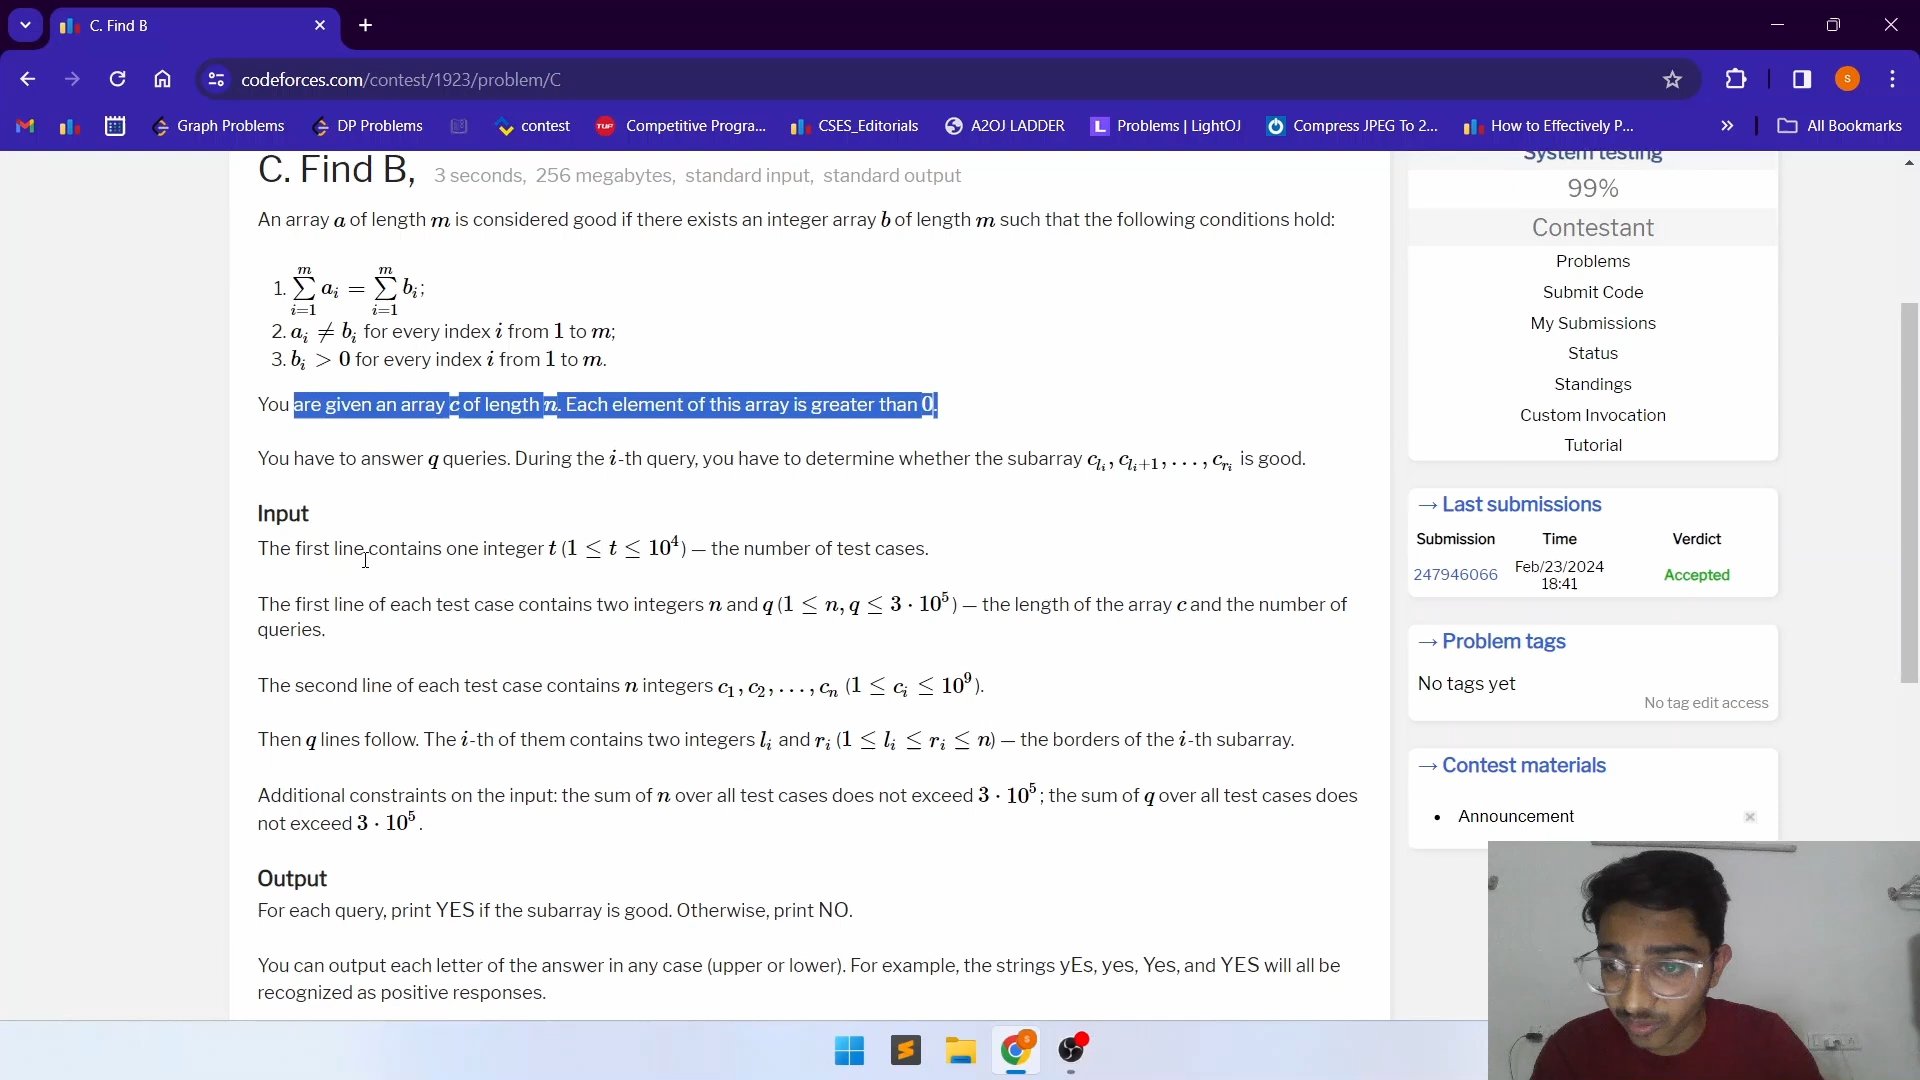 C. Find B
codeforces.com/contest/1923/problem/C
Graph Problems
DP Problems
contest
Competitive Progra...
CSES_Editorials
A2OJ LADDER
Problems | LightOJ
Compress JPEG To 2...
How to Effectively P...
All Bookmarks
C. Find B, 3 seconds, 256 megabytes, standard input, standard output
An array a of length m is considered good if there exists an integer array b of length m such that the following conditions hold:
1. ∑_{i=1}^{m} a_i = ∑_{i=1}^{m} b_i;
2. a_i ≠ b_i for every index i from 1 to m;
3. b_i > 0 for every index i from 1 to m.
You are given an array c of length n. Each element of this array is greater than 0.
You have to answer q queries. During the i-th query, you have to determine whether the subarray c_{l_i}, c_{l_i+1}, ..., c_{r_i} is good.
Input
The first line contains one integer t (1 ≤ t ≤ 10^4) — the number of test cases.
The first line of each test case contains two integers n and q (1 ≤ n, q ≤ 3 · 10^5) — the length of the array c and the number of
queries.
The second line of each test case contains n integers c_1, c_2, ..., c_n (1 ≤ c_i ≤ 10^9).
Then q lines follow. The i-th of them contains two integers l_i and r_i (1 ≤ l_i ≤ r_i ≤ n) — the borders of the i-th subarray.
Additional constraints on the input: the sum of n over all test cases does not exceed 3 · 10^5; the sum of q over all test cases does
not exceed 3 · 10^5.
Output
For each query, print YES if the subarray is good. Otherwise, print NO.
You can output each letter of the answer in any case (upper or lower). For example, the strings yEs, yes, Yes, and YES will all be
recognized as positive responses.
System testing
99%
Contestant
Problems
Submit Code
My Submissions
Status
Standings
Custom Invocation
Tutorial
→ Last submissions
Submission Time Verdict
247946066 Feb/23/2024 18:41 Accepted
→ Problem tags
No tags yet
No tag edit access
→ Contest materials
• Announcement